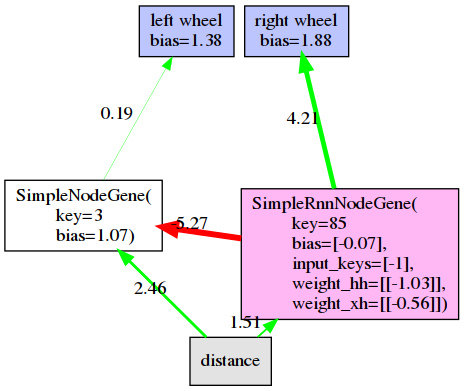 left wheel
bias=1.38
right wheel
bias=1.88
0.19
4.21
SimpleNodeGene(
key=3
bias=1.07)
-5.27
SimpleRnnNodeGene(
key=85
bias=[-0.07],
input_keys=[-1],
weight_hh=[[-1.03]],
weight_xh=[[-0.56]])
2.46
1.51
distance